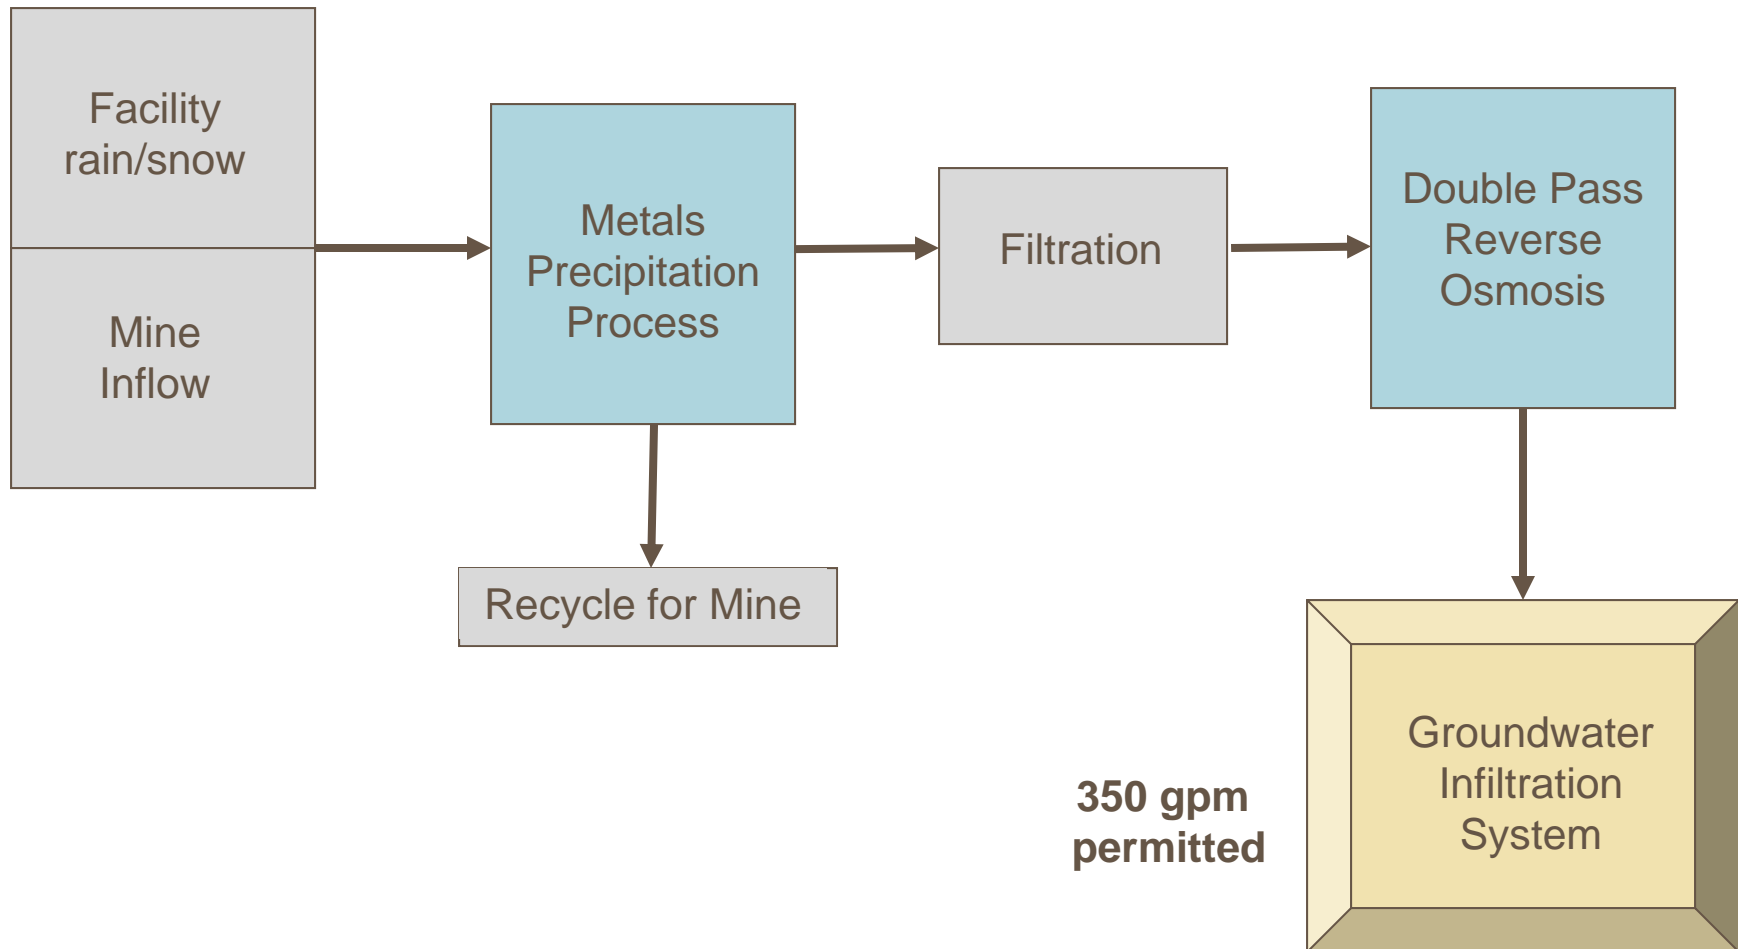 Facility
rain/snow
Mine
Inflow
Metals
Precipitation
Process
Recycle for Mine
Filtration
Double Pass
Reverse
Osmosis
350 gpm
permitted
Groundwater
Infiltration
System